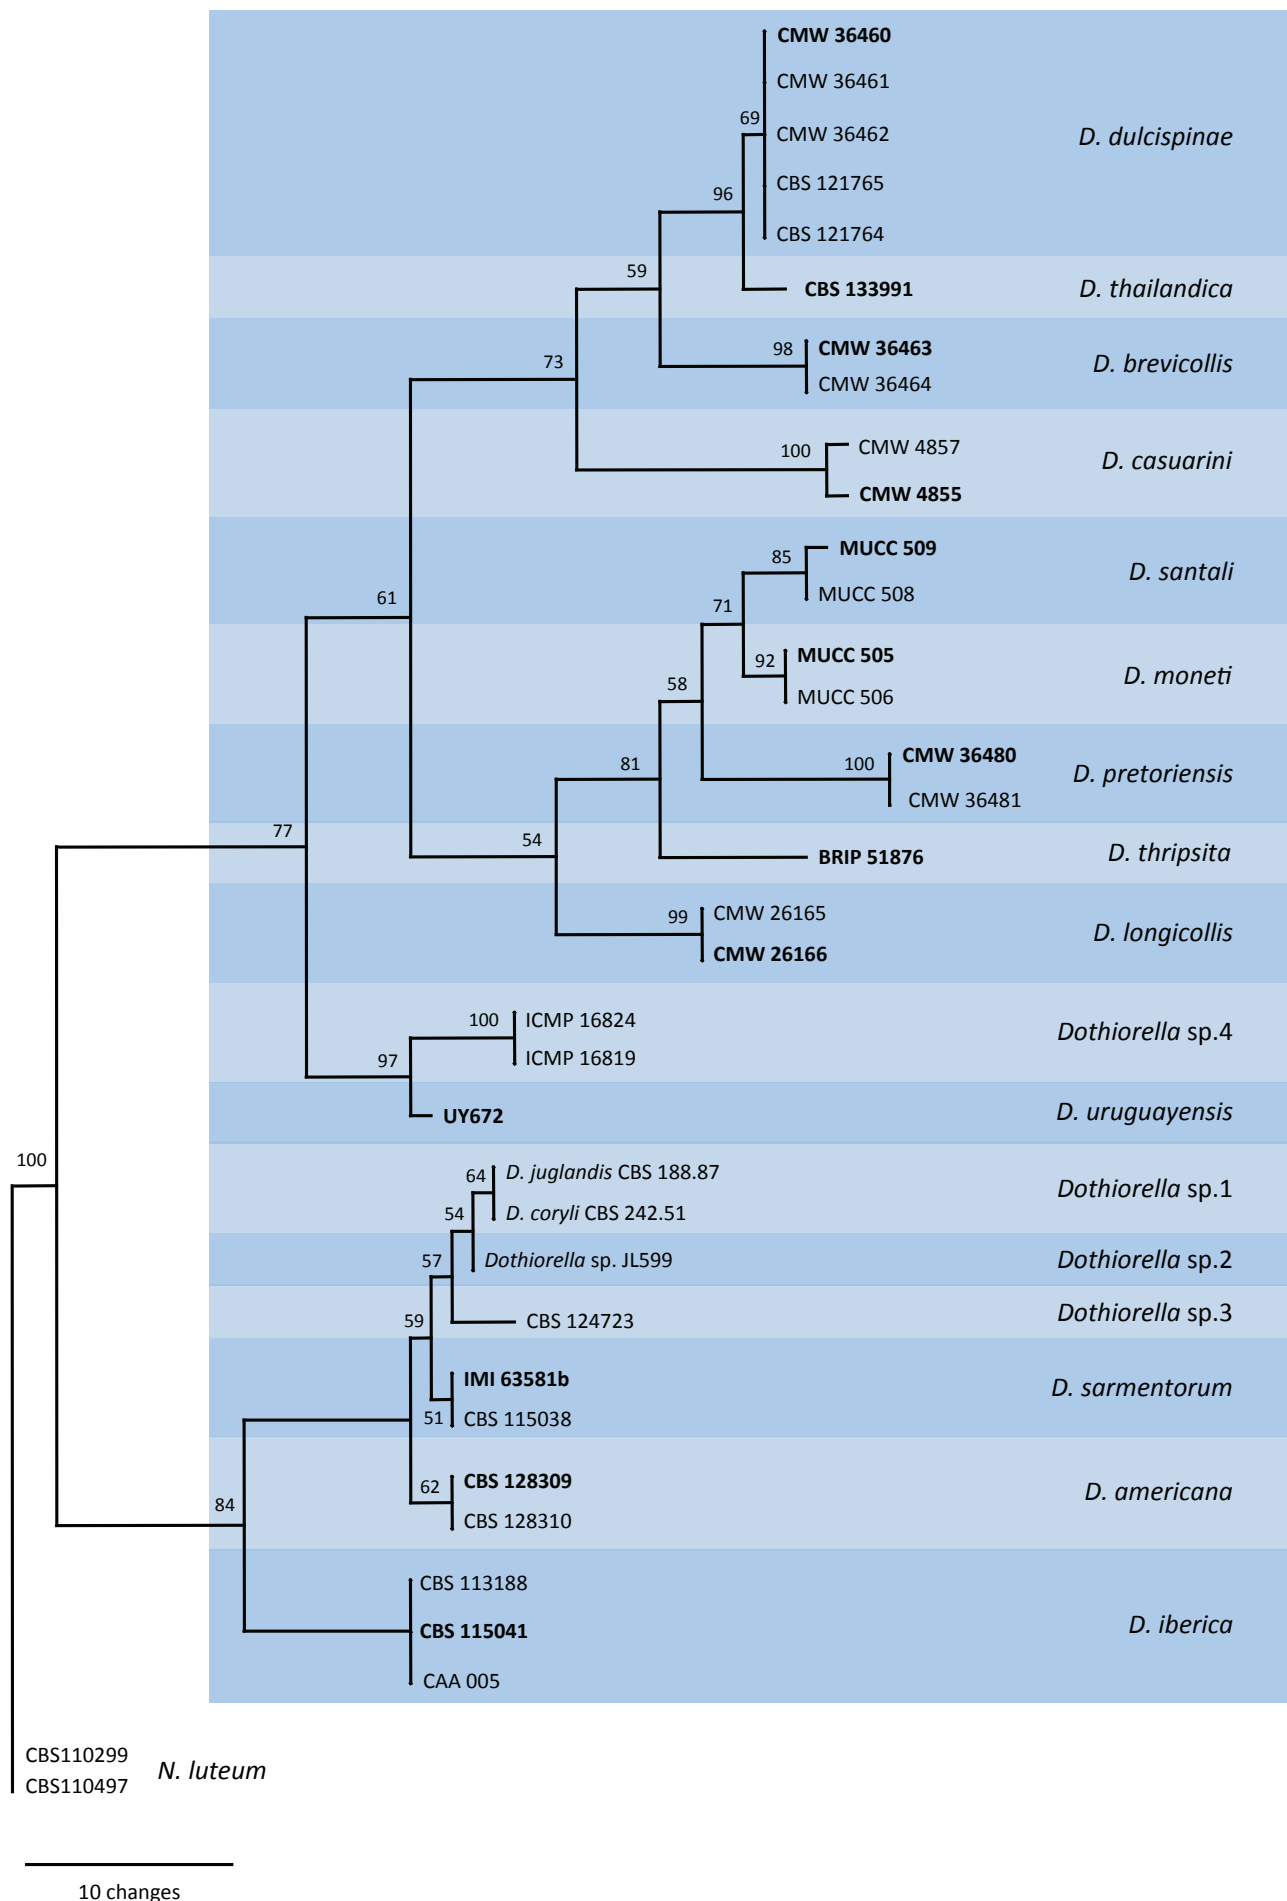 CMW 36460
CMW 36461
69
CMW 36462
D. dulcispinae
CBS 121765
96
CBS 121764
59
CBS 133991
D. thailandica
98
CMW 36463
73
D. brevicollis
CMW 36464
100
CMW 4857
D. casuarini
CMW 4855
MUCC 509
85
D. santali
61
MUCC 508
71
MUCC 505
92
D. moneti
58
MUCC 506
CMW 36480
81
100
D. pretoriensis
CMW 36481
77
54
BRIP 51876
D. thripsita
99
CMW 26165
D. longicollis
CMW 26166
100
ICMP 16824
Dothiorella sp.4
97
ICMP 16819
UY672
D. uruguayensis
100
64
D. juglandis CBS 188.87
Dothiorella sp.1
54
D. coryli CBS 242.51
57
Dothiorella sp. JL599
Dothiorella sp.2
59
CBS 124723
Dothiorella sp.3
IMI 63581b
D. sarmentorum
51
CBS 115038
62
CBS 128309
D. americana
84
CBS 128310
CBS 113188
CBS 115041
D. iberica
CAA 005
CBS110299
N. luteum
CBS110497
10 changes